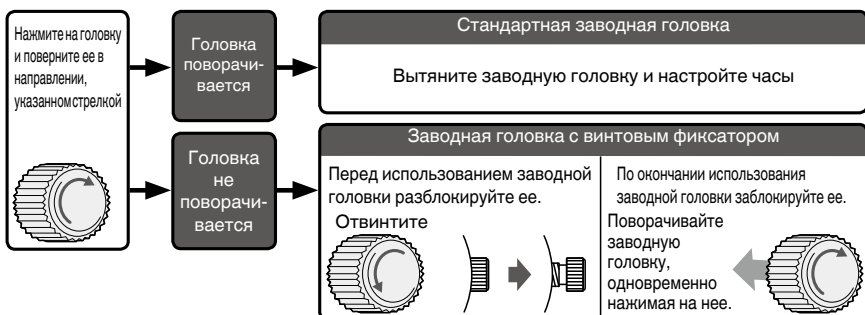 Нажмите на головку
и поверните ее в
направлении,
указанном стрелкой
Головка
поворачи-
вается
Стандартная заводная головка
Вытяните заводную головку и настройте часы
Головка
не
поворачи-
вается
Заводная головка с винтовым фиксатором
Перед использованием заводной
головки разблокируйте ее.
Отвинтите
По окончании использования
заводной головки заблокируйте ее.
Поворачивайте
заводную
головку,
одновременно
нажимая на нее.